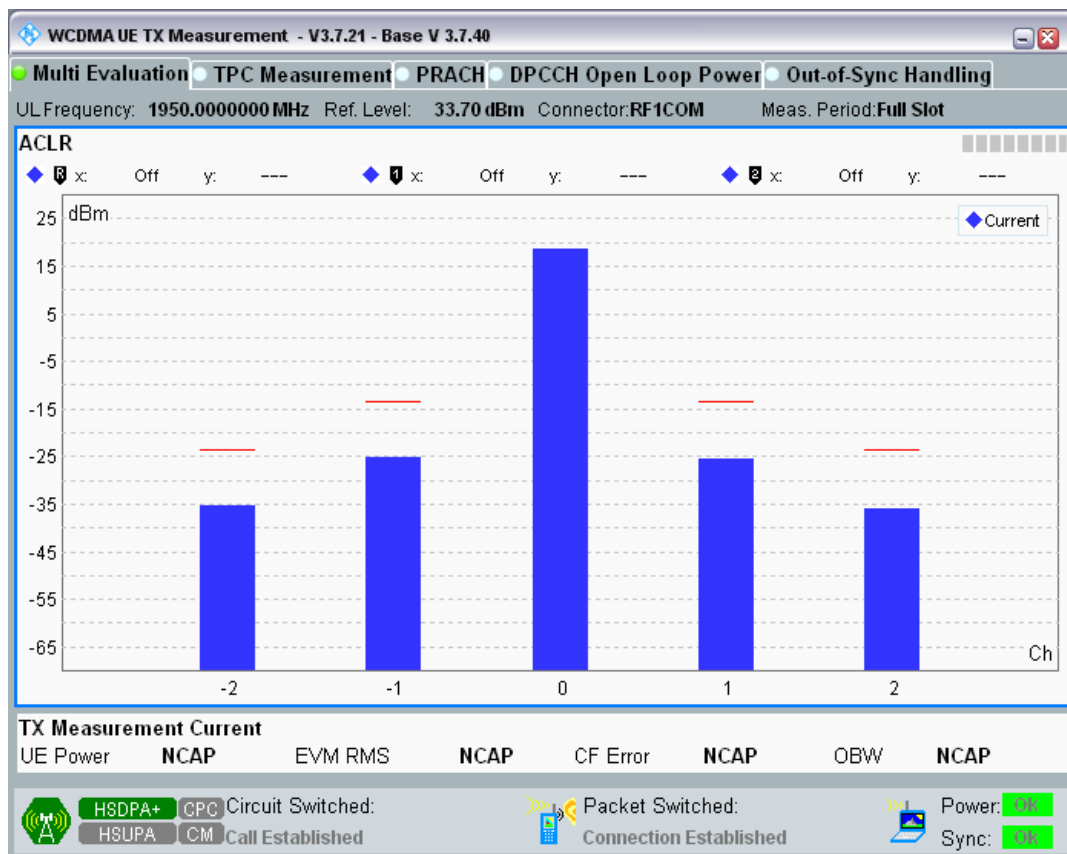 WCDMA UE TX Measurement - V3.7.21 - Base V 3.7.40
Multi Evaluation TPC Measurement PRACH DPCCH Open Loop Power Out-of-Sync Handling
UL Frequency: 1950.0000000 MHz Ref. Level: 33.70 dBm Connector:RF1COM Meas. Period:Full Slot
ACLR
R x: Off y: --- 1 x: Off y: --- 2 x: Off y: ---
dBm
Current
25
15
5
-5
-15
-25
-35
-45
-55
-65
Ch
-2 -1 0 1 2
TX Measurement Current
UE Power NCAP EVM RMS NCAP CF Error NCAP OBW NCAP
HSDPA+ CPC Circuit Switched: Packet Switched: Power: Ok
HSUPA CM Call Established Connection Established Sync: Ok